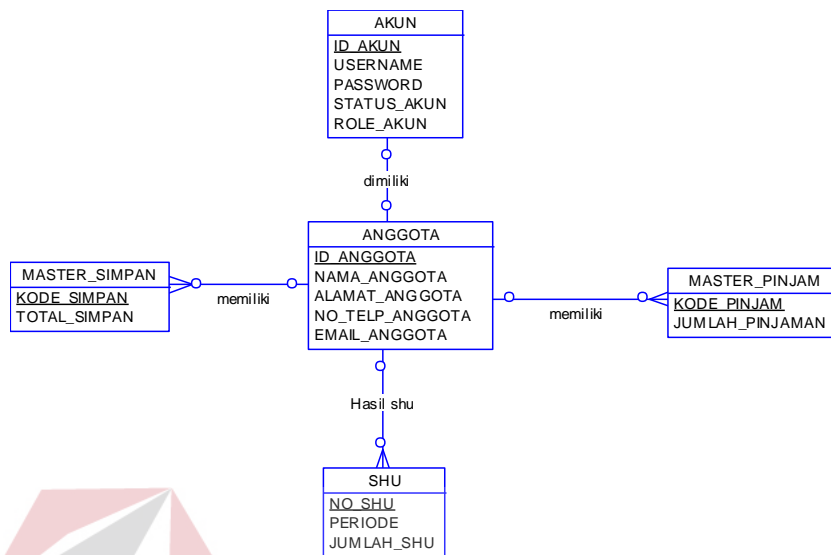 AKUN
ID_AKUN
USERNAME
PASSWORD
STATUS_AKUN
ROLE_AKUN
dimiliki
ANGGOTA
ID_ANGGOTA
NAMA_ANGGOTA
ALAMAT_ANGGOTA
NO_TELP_ANGGOTA
EMAIL_ANGGOTA
MASTER_SIMPAN
KODE_SIMPAN
TOTAL_SIMPAN
memiliki
memiliki
MASTER_PINJAM
KODE_PINJAM
JUMLAH_PINJAMAN
Hasil shu
SHU
NO_SHU
PERIODE
JUMLAH_SHU